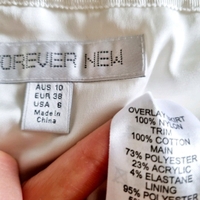 FOREVER NEW
AUS 10
EUR 38
USA 6
Made in
China
OVERLAY SKIRT
100% NYLON
TRIM
100% COTTON
MAIN
73% POLYESTER
23% ACRYLIC
4% ELASTANE
LINING
95% POLYESTER